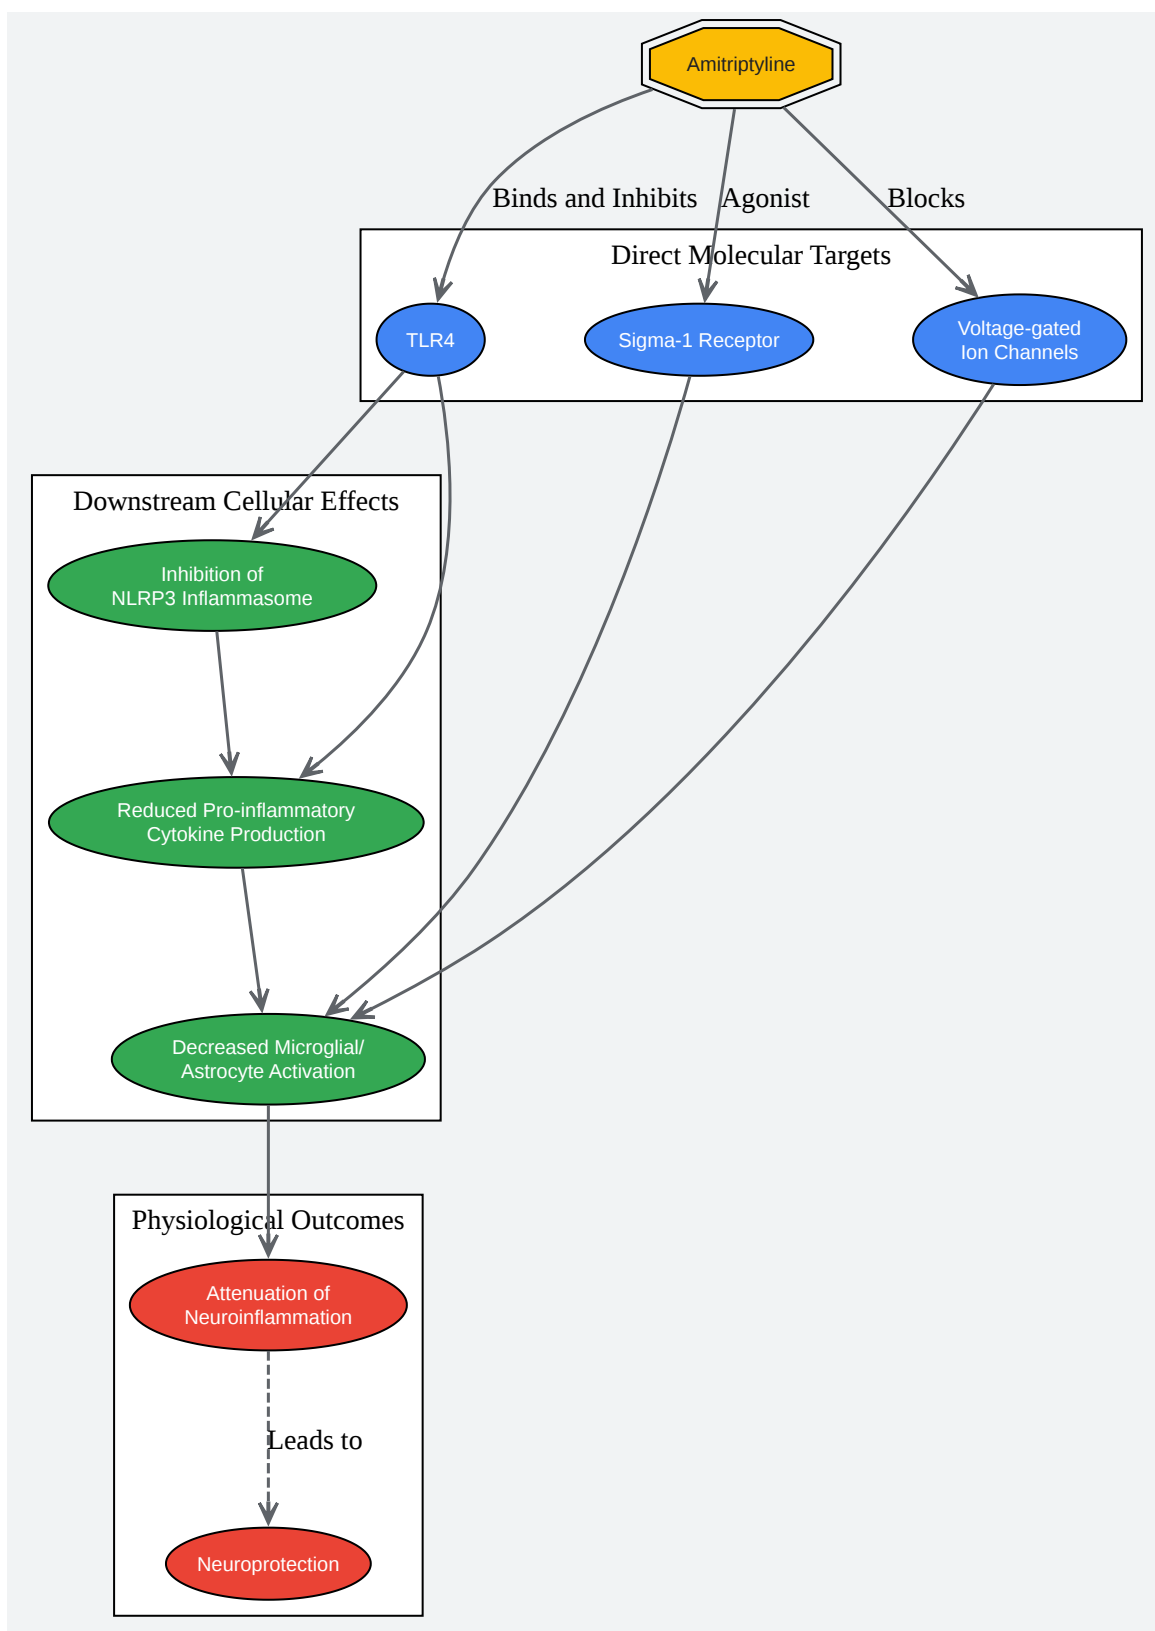 Amitriptyline
Binds and Inhibits
Agonist
Blocks
Direct Molecular Targets
TLR4
Sigma-1 Receptor
Voltage-gated
Ion Channels
Downstream Cellular Effects
Inhibition of
NLRP3 Inflammasome
Reduced Pro-inflammatory
Cytokine Production
Decreased Microglial/
Astrocyte Activation
Physiological Outcomes
Attenuation of
Neuroinflammation
Leads to
Neuroprotection